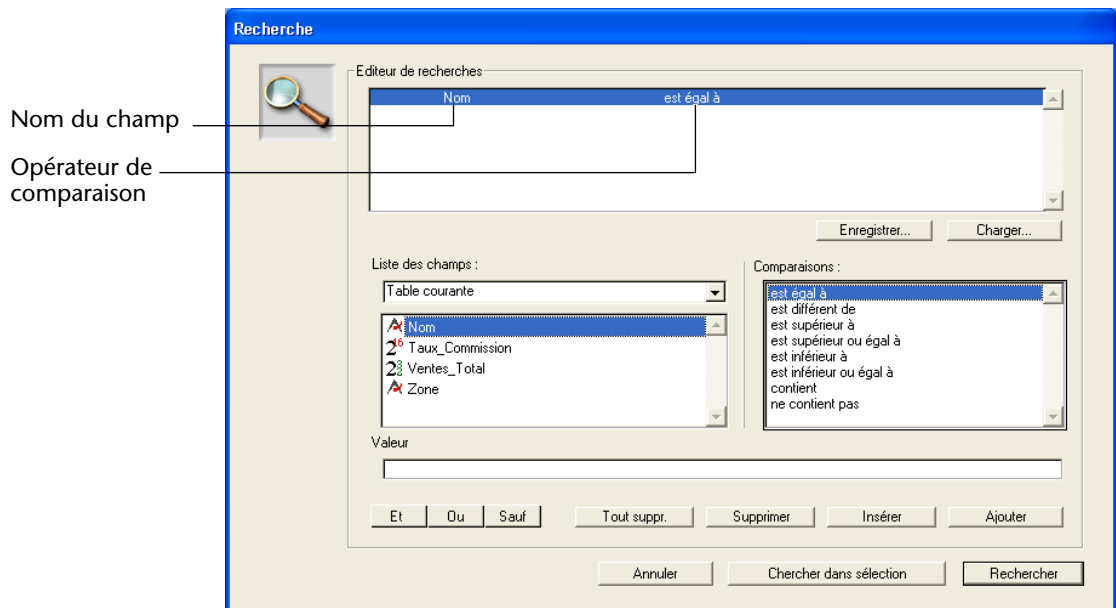 Recherche
Editeur de recherches
Nom est égal à
Nom du champ
Opérateur de
comparaison
Enregistrer... Charger...
Liste des champs :
Table courante
Nom
2^16 Taux_Commission
Ventes_Total
Zone
Comparaisons :
est égal à
est différent de
est supérieur à
est supérieur ou égal à
est inférieur à
est inférieur ou égal à
contient
ne contient pas
Valeur
Et Ou Sauf Tout suppr. Supprimer Insérer Ajouter
Annuler Chercher dans sélection Rechercher